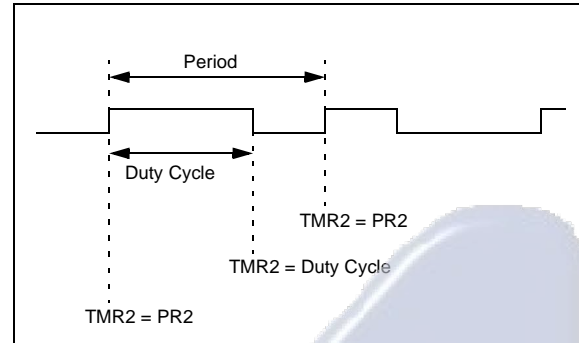 Period
Duty Cycle
TMR2 = PR2
TMR2 = Duty Cycle
TMR2 = PR2